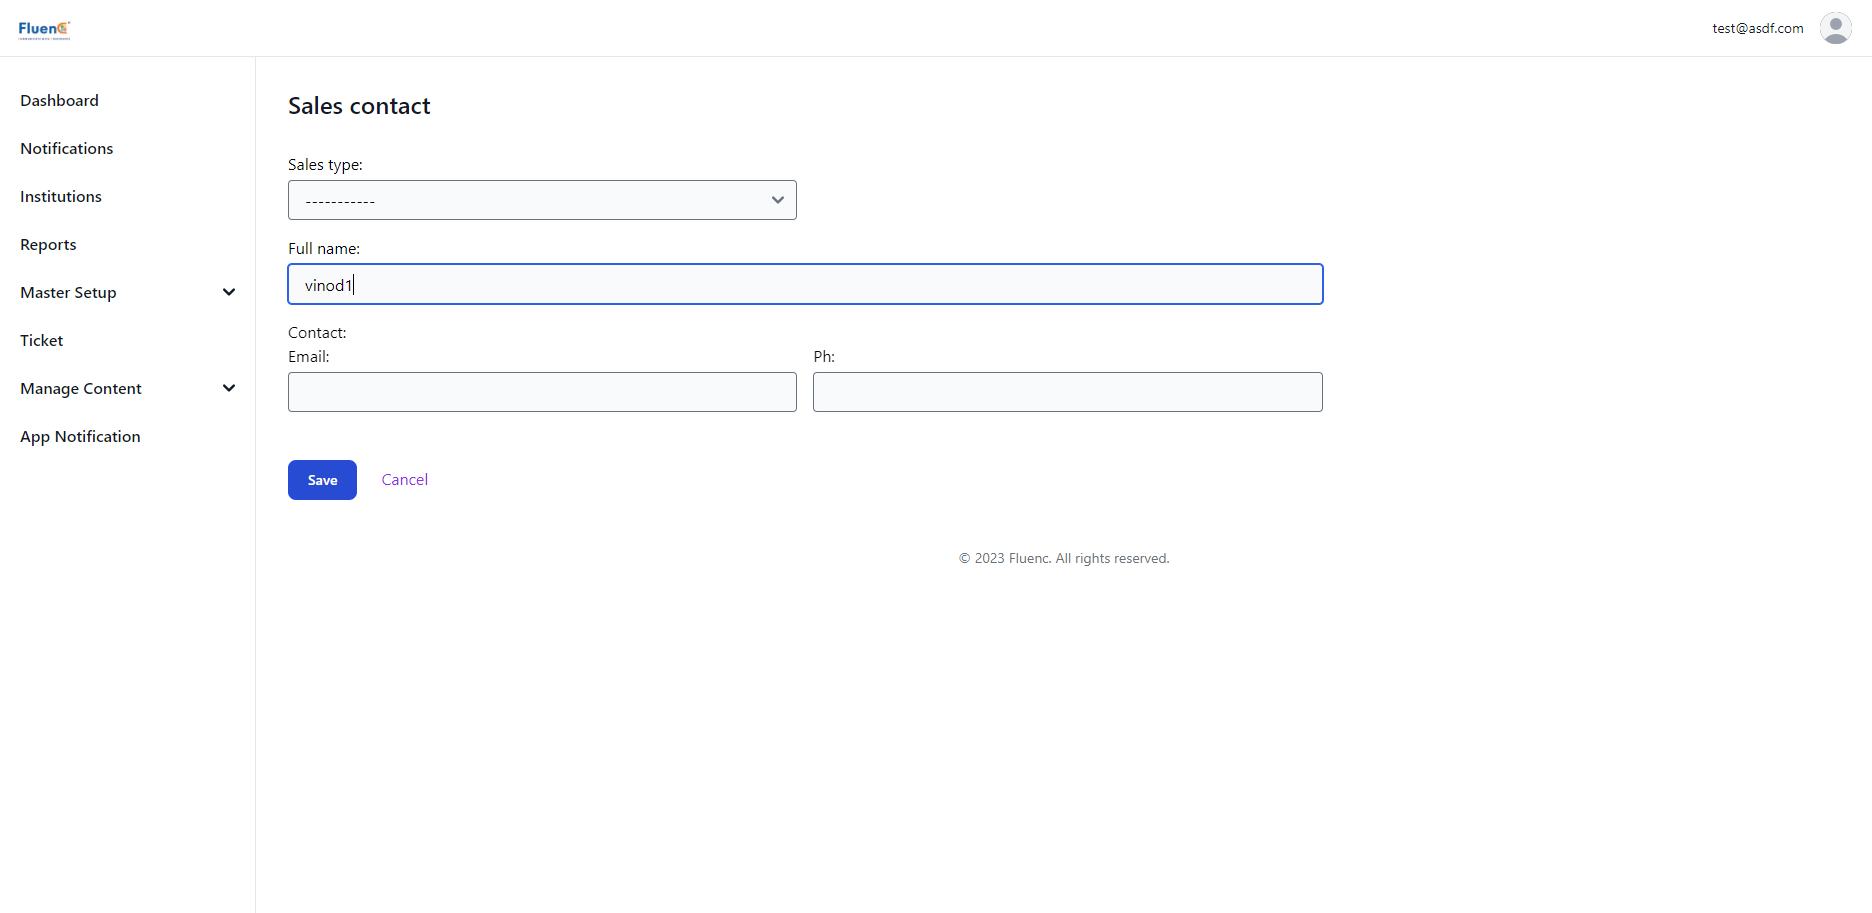 Fluenc
test@asdf.com
Dashboard
Notifications
Institutions
Reports
Master Setup
Ticket
Manage Content
App Notification
Sales contact
Sales type:
-----------
Full name:
vinod1
Contact:
Email:
Ph:
Save
Cancel
© 2023 Fluenc. All rights reserved.